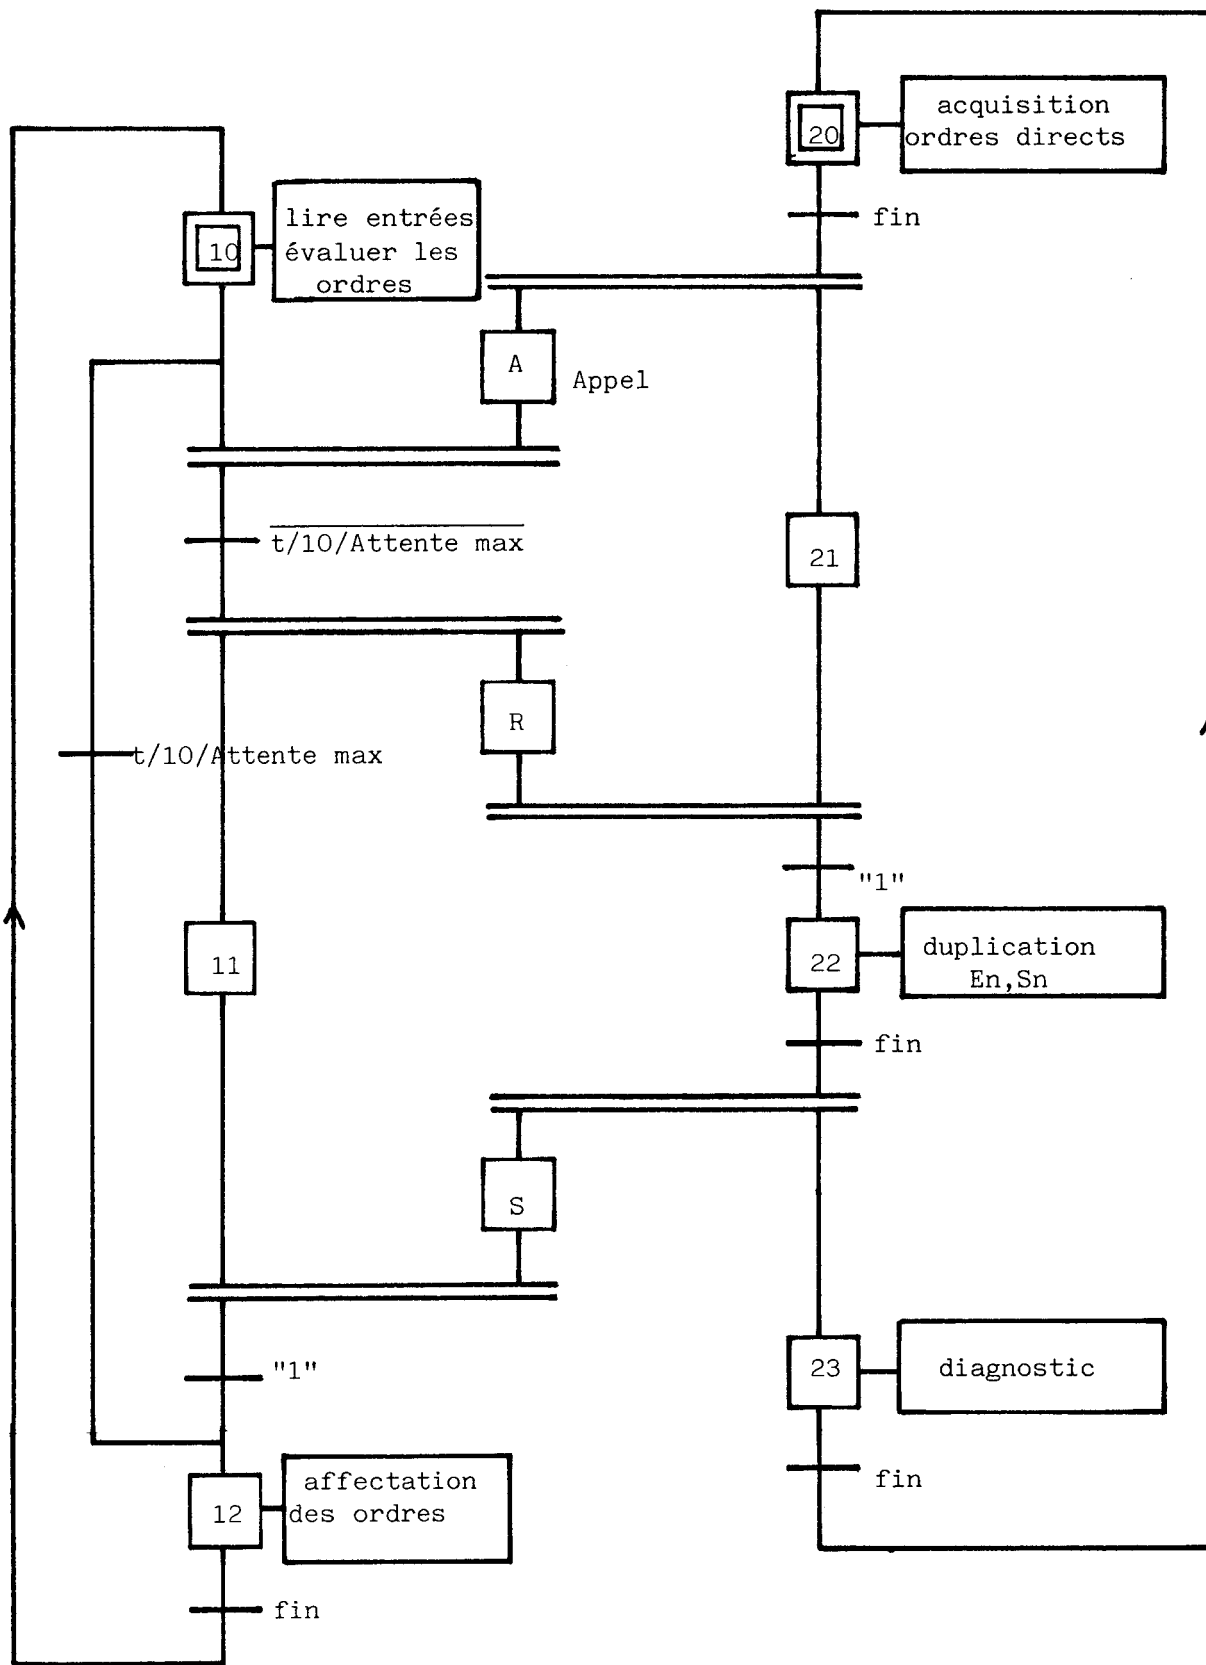 acquisition
20
ordres directs
fin
lire entrées
10
évaluer les
ordres
A
Appel
t/10/Attente max
21
R
t/10/Attente max
"1"
11
22
duplication
En,Sn
fin
S
23
diagnostic
"1"
fin
affectation
12
des ordres
fin